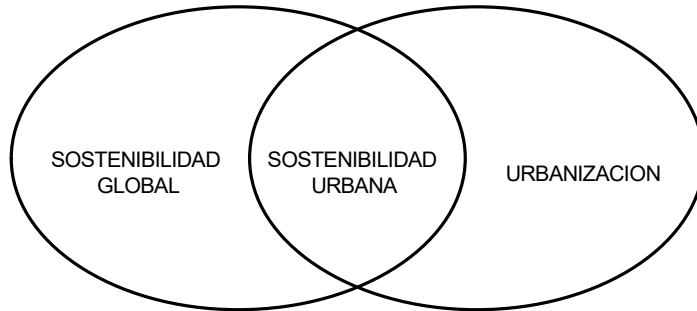 SOSTENIBILIDAD
GLOBAL
SOSTENIBILIDAD
URBANA
URBANIZACION